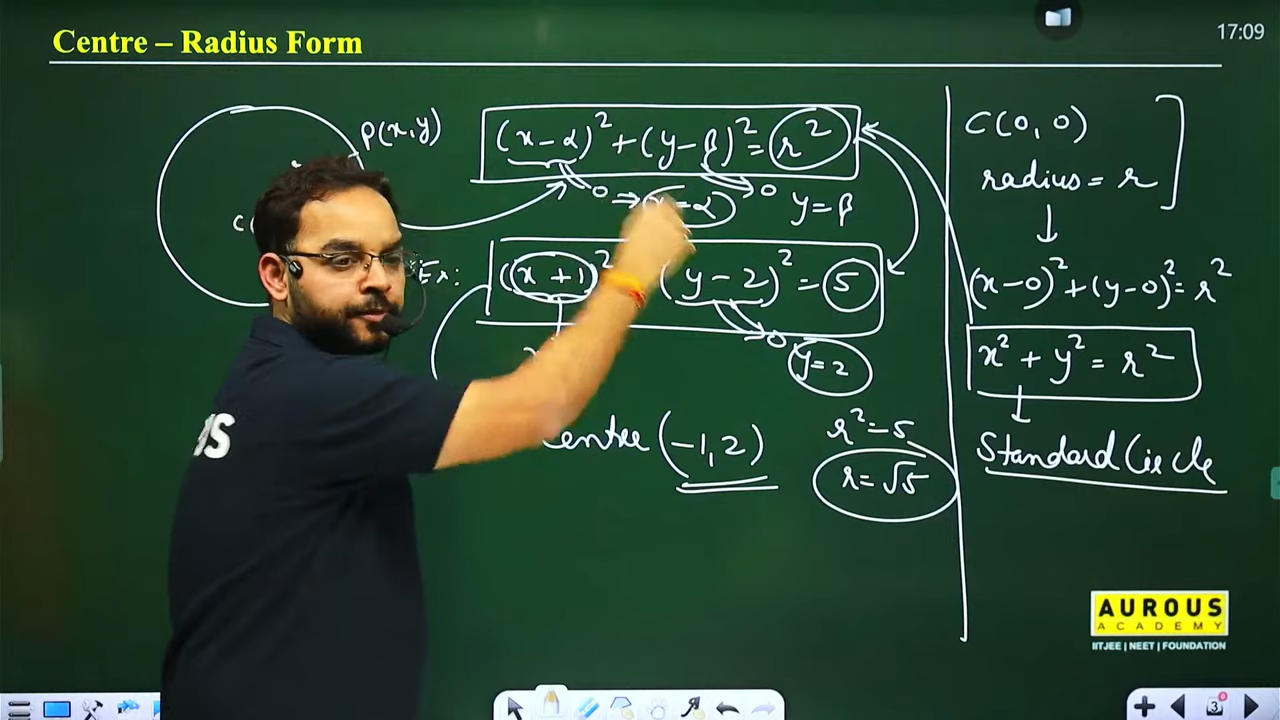 Centre – Radius Form
17:09
P(x,y)
(x-α)²+(y-β)²=r²
0 ⇒ x=α
0 y=β
Ex:
(x+1)² (y-2)²=5
0 y=2
Centre (-1,2)
r²=5
r=√5
C(0,0)
radius = r
(x-0)²+(y-0)²=r²
x²+y²=r²
Standard Circle
AUROUS
ACADEMY
IITJEE | NEET | FOUNDATION
3